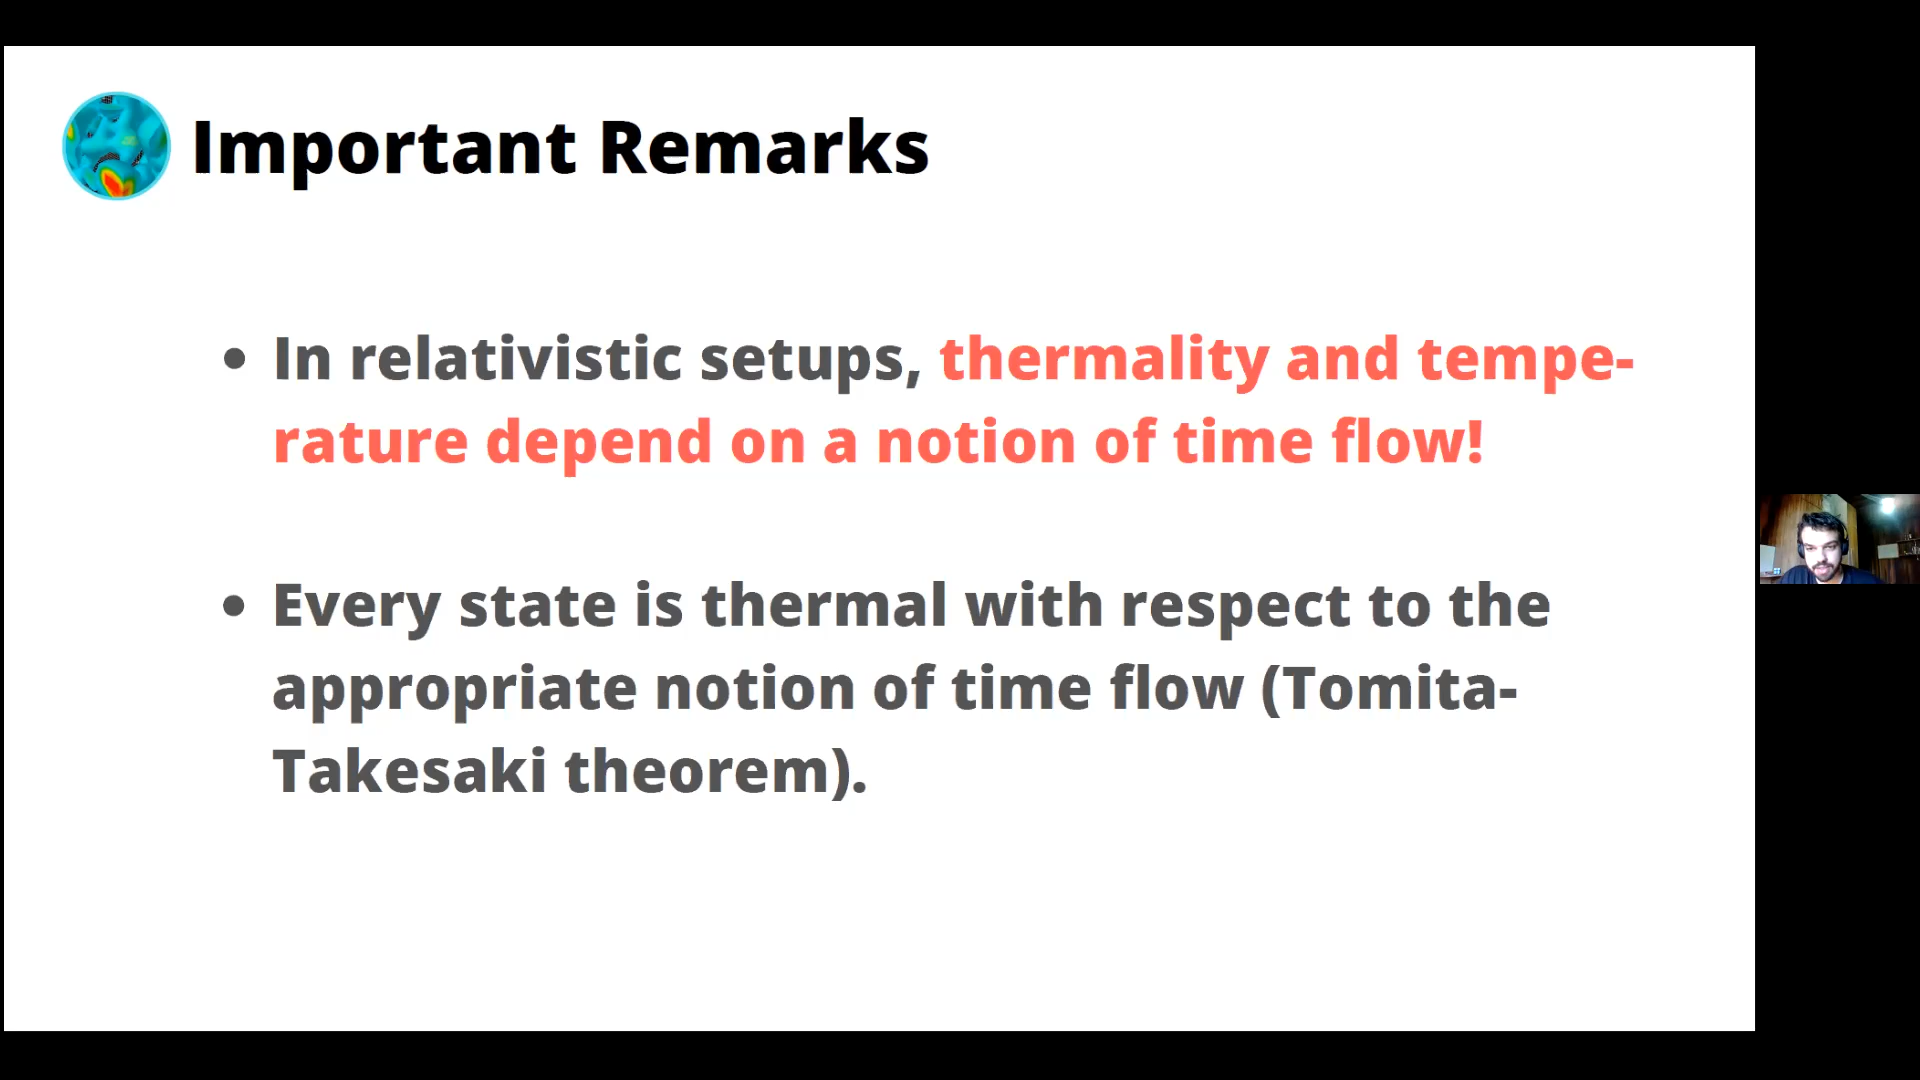 Important Remarks
• In relativistic setups, thermality and tempe-
rature depend on a notion of time flow!
• Every state is thermal with respect to the
appropriate notion of time flow (Tomita-
Takesaki theorem).